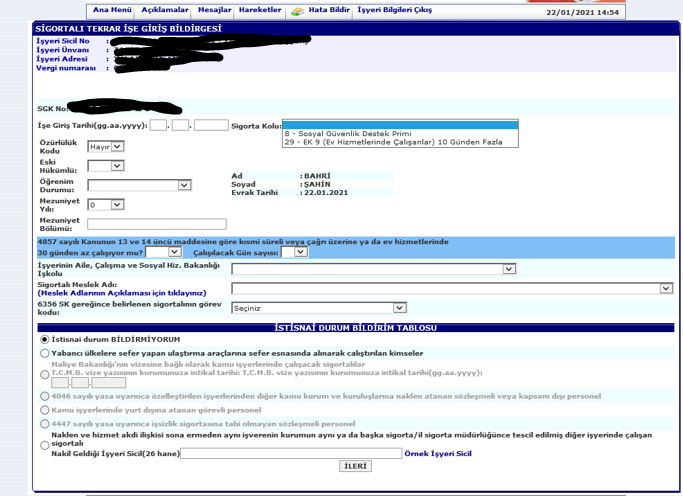 Ana Menü Açıklamalar Mesajlar Hareketler Hata Bildir İşyeri Bilgileri Çıkış
22/01/2021 14:54
SİGORTALI TEKRAR İŞE GİRİŞ BİLDİRGESİ
İşyeri Sicil No :
İşyeri Ünvanı :
İşyeri Adresi :
Vergi numarası :
SGK No:
İşe Giriş Tarihi(gg.aa.yyyy): . . Sigorta Kolu:
8 - Sosyal Güvenlik Destek Primi
29 - EK 9 (Ev Hizmetlerinde Çalışanlar) 10 Günden Fazla
Özürlülük Kodu Hayır
Eski Hükümlü:
Öğrenim Durumu:
Ad : BAHRİ
Soyad : ŞAHİN
Evrak Tarihi : 22.01.2021
Mezuniyet Yılı: 0
Mezuniyet Bölümü:
4857 sayılı Kanunun 13 ve 14 üncü maddesine göre kısmi süreli veya çağrı üzerine ya da ev hizmetlerinde
30 günden az çalışıyor mu? Çalışılacak Gün sayısı:
İşyerinin Aile, Çalışma ve Sosyal Hiz. Bakanlığı
İşkolu
Sigortalı Meslek Adı:
(Meslek Adlarının Açıklaması için tıklayınız)
6356 SK gereğince belirlenen sigortalının görev
kodu: Seçiniz
İSTİSNAİ DURUM BİLDİRİM TABLOSU
İstisnai durum BİLDİRMİYORUM
Yabancı ülkelere sefer yapan ulaştırma araçlarına sefer esnasında alınarak calıştırılan kimseler
Maliye Bakanlığı'nın vizesine bağlı olarak kamu işyerlerinde çalışacak sigortalılar
T.C.M.B. vize yazısının kurumunuza intikal tarihi: T.C.M.B. vize yazısının kurumunuza intikal tarihi(gg.aa.yyyy):
4046 sayılı yasa uyarınca özelleştirilen işyerlerinden diğer kamu kurum ve kuruluşlarına naklen atanan sözleşmeli veya kapsam dışı personel
Kamu işyerlerinde yurt dışına atanan görevli personel
4447 sayılı yasa uyarınca işsizlik sigortasına tabi olmayan sözleşmeli personel
Naklen ve hizmet akdi ilişkisi sona ermeden aynı işverenin kurumun aynı ya da başka sigorta/il sigorta müdürlüğünce tescil edilmiş diğer işyerinde çalışan
sigortalı
Nakil Geldiği İşyeri Sicil(26 hane) Örnek İşyeri Sicil
İLERİ